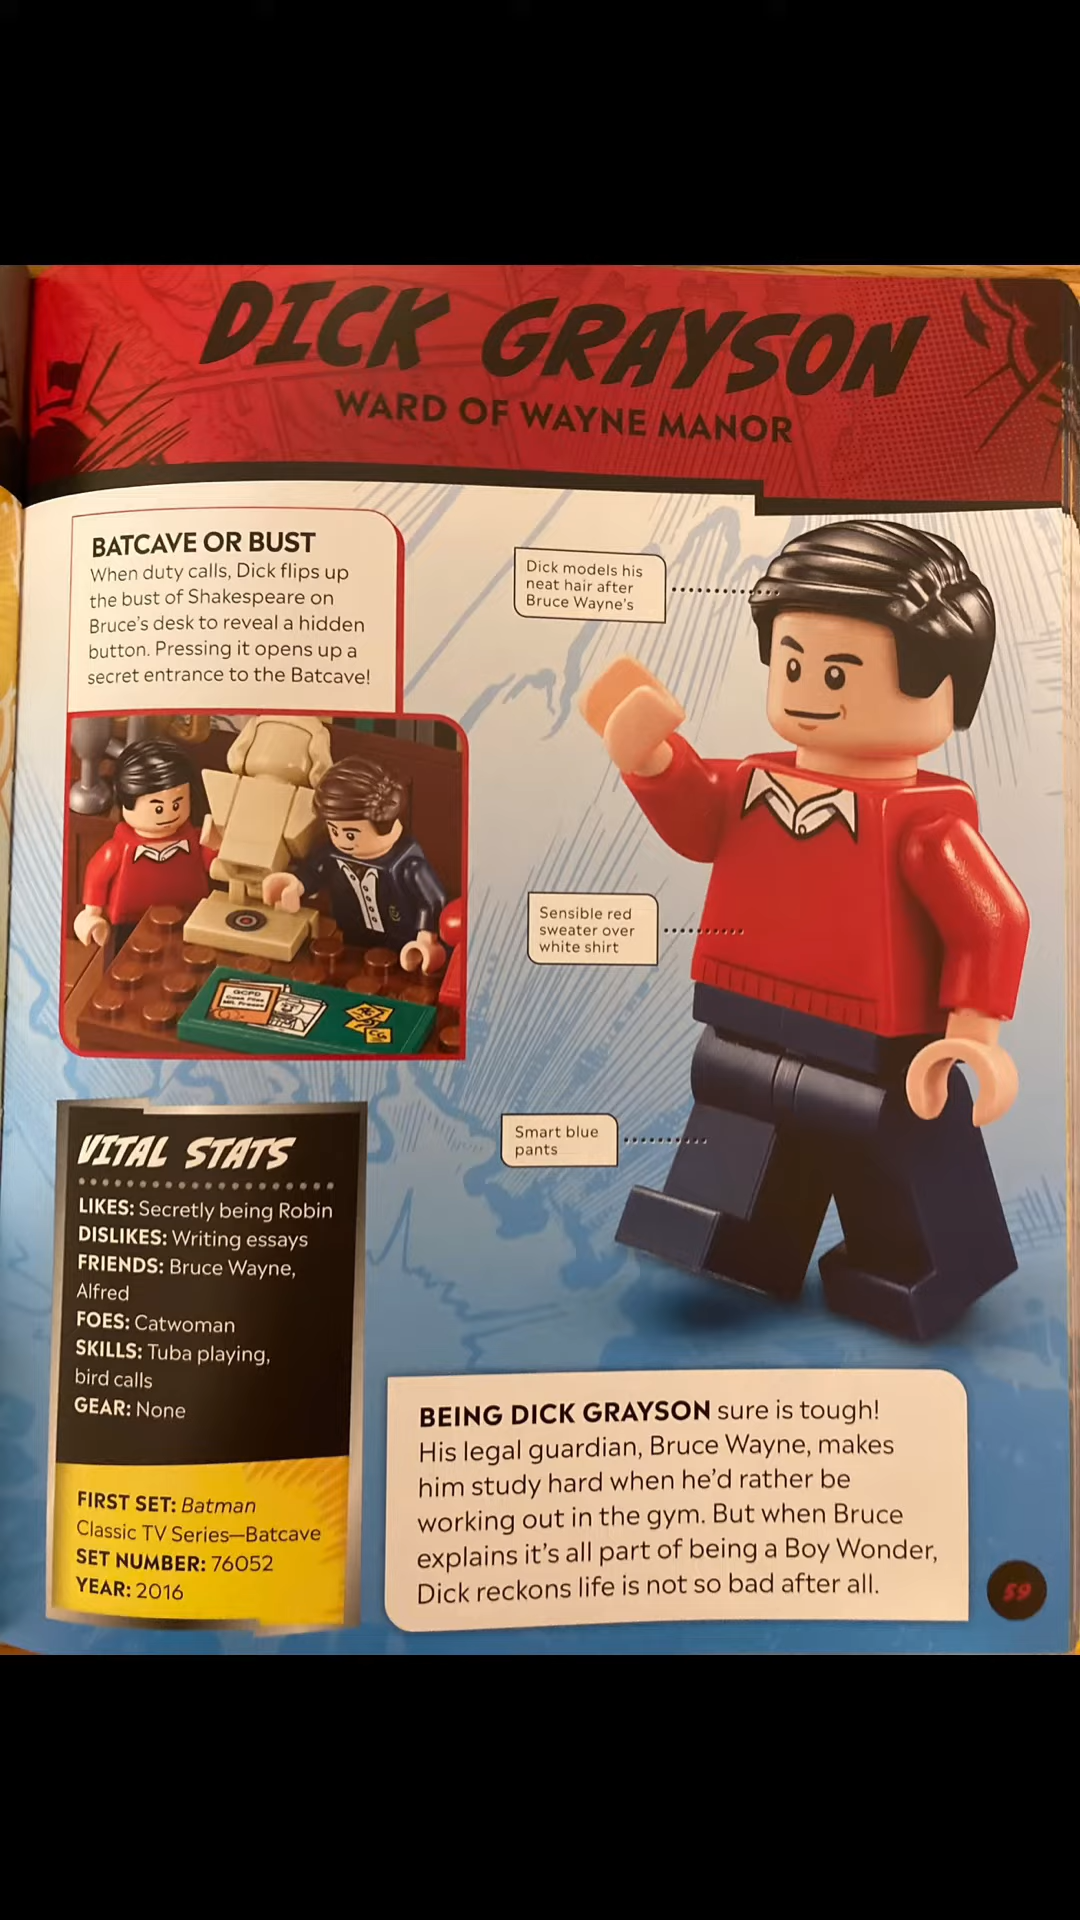 DICK GRAYSON
WARD OF WAYNE MANOR
BATCAVE OR BUST
When duty calls, Dick flips up
the bust of Shakespeare on
Bruce's desk to reveal a hidden
button. Pressing it opens up a
secret entrance to the Batcave!
Dick models his
neat hair after
Bruce Wayne's
Sensible red
sweater over
white shirt
GCPD
Case Files
Mr. Freeze
CG
Smart blue
pants
VITAL STATS
LIKES: Secretly being Robin
DISLIKES: Writing essays
FRIENDS: Bruce Wayne,
Alfred
FOES: Catwoman
SKILLS: Tuba playing,
bird calls
GEAR: None
FIRST SET: Batman
Classic TV Series—Batcave
SET NUMBER: 76052
YEAR: 2016
BEING DICK GRAYSON sure is tough!
His legal guardian, Bruce Wayne, makes
him study hard when he'd rather be
working out in the gym. But when Bruce
explains it's all part of being a Boy Wonder,
Dick reckons life is not so bad after all.
59